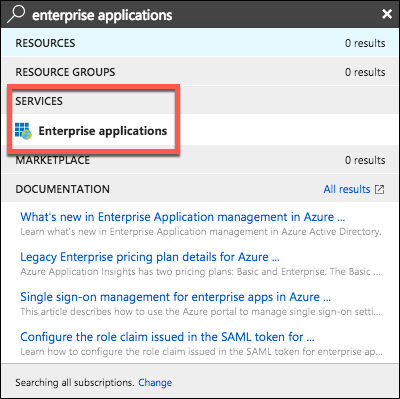 enterprise applications
RESOURCES 0 results
RESOURCE GROUPS 0 results
SERVICES
Enterprise applications
MARKETPLACE 0 results
DOCUMENTATION All results
What's new in Enterprise Application management in Azure ...
Learn what's new in Enterprise Application management in Azure Active Directory.
Legacy Enterprise pricing plan details for Azure ...
Azure Application Insights has two pricing plans: Basic and Enterprise. The Basic ...
Single sign-on management for enterprise apps in Azure ...
This article describes how to use the Azure portal to manage single sign-on setti...
Configure the role claim issued in the SAML token for ...
Learn how to configure the role claim issued in the SAML token for enterprise ap...
Searching all subscriptions. Change